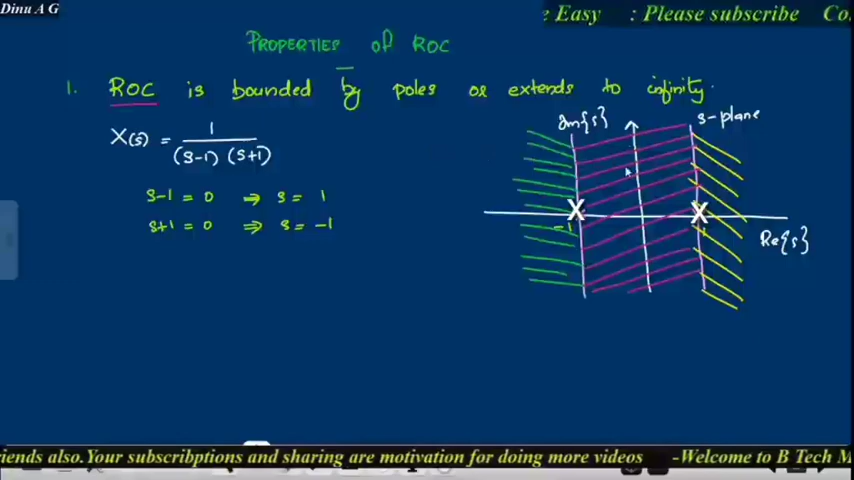 Dinu A G
e Easy : Please subscribe Co
PROPERTIES of ROC
1. ROC is bounded by poles or extends to infinity.
X(s) = 1 / (s-1) (s+1)
s-1 = 0 ⇒ s = 1
s+1 = 0 ⇒ s = -1
Im{s}
s-plane
-1
1
Re{s}
riends also.Your subscribptions and sharing are motivation for doing more videos -Welcome to B Tech M